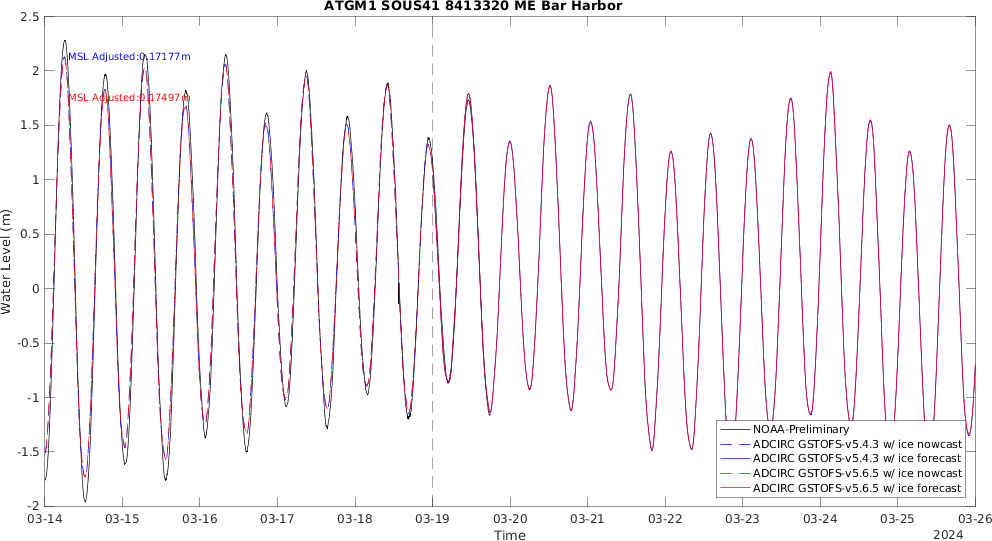 ATGM1 SOUS41 8413320 ME Bar Harbor
2.5
2
1.5
1
0.5
0
-0.5
-1
-1.5
-2
Water Level (m)
MSL Adjusted:0.17177m
MSL Adjusted:0.17497m
NOAA-Preliminary
ADCIRC GSTOFS-v5.4.3 w/ ice nowcast
ADCIRC GSTOFS-v5.4.3 w/ ice forecast
ADCIRC GSTOFS-v5.6.5 w/ ice nowcast
ADCIRC GSTOFS-v5.6.5 w/ ice forecast
03-14 03-15 03-16 03-17 03-18 03-19 03-20 03-21 03-22 03-23 03-24 03-25 03-26
Time
2024